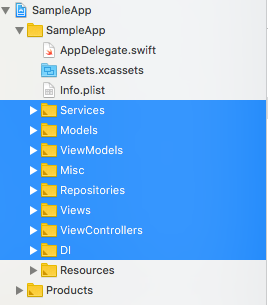 SampleApp
SampleApp
AppDelegate.swift
Assets.xcassets
Info.plist
Services
Models
ViewModels
Misc
Repositories
Views
ViewControllers
DI
Resources
Products